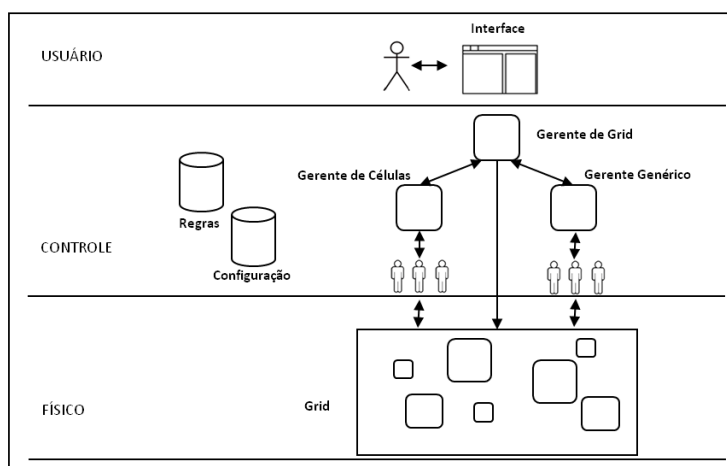 Interface
USUÁRIO
Gerente de Grid
Gerente de Células
Gerente Genérico
Regras
CONTROLE
Configuração
Grid
FÍSICO